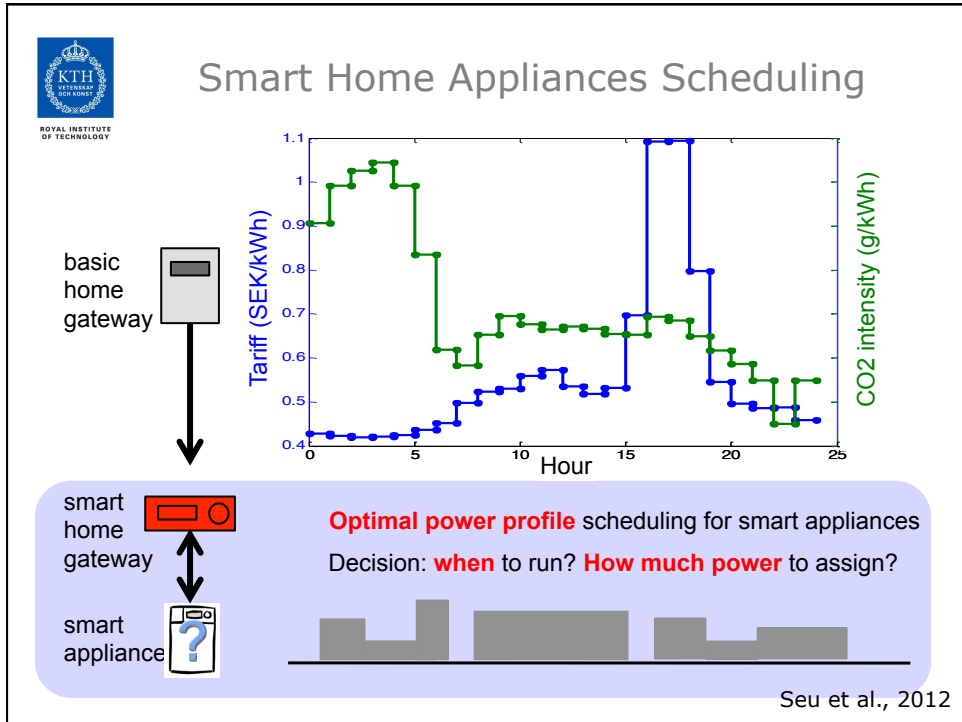 KTH
VETENSKAP
OCH KONST
ROYAL INSTITUTE
OF TECHNOLOGY
Smart Home Appliances Scheduling
Tariff (SEK/kWh)
1.1
1
0.9
0.8
0.7
0.6
0.5
0.4
0
5
10
15
20
25
Hour
CO2 intensity (g/kWh)
basic
home
gateway
smart
home
gateway
smart
appliance
?
Optimal power profile scheduling for smart appliances
Decision: when to run? How much power to assign?
Seu et al., 2012